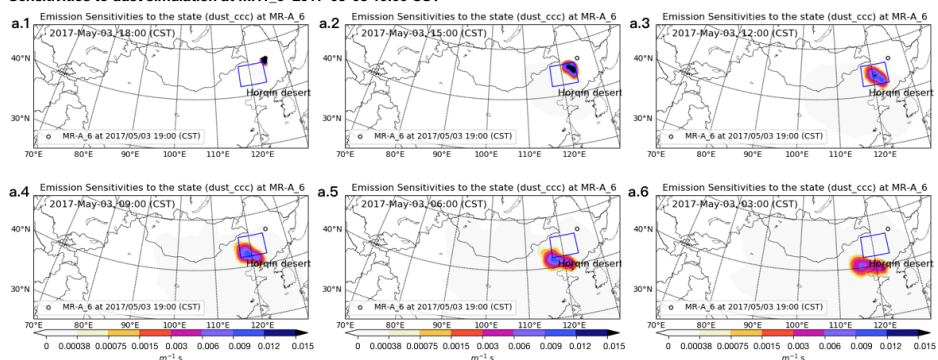 a.1
Emission Sensitivities to the state (dust_ccc) at MR-A_6
2017-May-03, 18:00 (CST)
40°N
30°N
Horqin desert
MR-A_6 at 2017/05/03 19:00 (CST)
70°E 80°E 90°E 100°E 110°E 120°E
a.2
Emission Sensitivities to the state (dust_ccc) at MR-A_6
2017-May-03, 15:00 (CST)
40°N
30°N
Horqin desert
MR-A_6 at 2017/05/03 19:00 (CST)
70°E 80°E 90°E 100°E 110°E 120°E
a.3
Emission Sensitivities to the state (dust_ccc) at MR-A_6
2017-May-03, 12:00 (CST)
40°N
30°N
Horqin desert
MR-A_6 at 2017/05/03 19:00 (CST)
70°E 80°E 90°E 100°E 110°E 120°E
a.4
Emission Sensitivities to the state (dust_ccc) at MR-A_6
2017-May-03, 09:00 (CST)
40°N
30°N
Horqin desert
MR-A_6 at 2017/05/03 19:00 (CST)
70°E 80°E 90°E 100°E 110°E 120°E
0 0.00038 0.00075 0.0015 0.003 0.006 0.009 0.012 0.015
m⁻¹ s
a.5
Emission Sensitivities to the state (dust_ccc) at MR-A_6
2017-May-03, 06:00 (CST)
40°N
30°N
Horqin desert
MR-A_6 at 2017/05/03 19:00 (CST)
70°E 80°E 90°E 100°E 110°E 120°E
0 0.00038 0.00075 0.0015 0.003 0.006 0.009 0.012 0.015
m⁻¹ s
a.6
Emission Sensitivities to the state (dust_ccc) at MR-A_6
2017-May-03, 03:00 (CST)
40°N
30°N
Horqin desert
MR-A_6 at 2017/05/03 19:00 (CST)
70°E 80°E 90°E 100°E 110°E 120°E
0 0.00038 0.00075 0.0015 0.003 0.006 0.009 0.012 0.015
m⁻¹ s